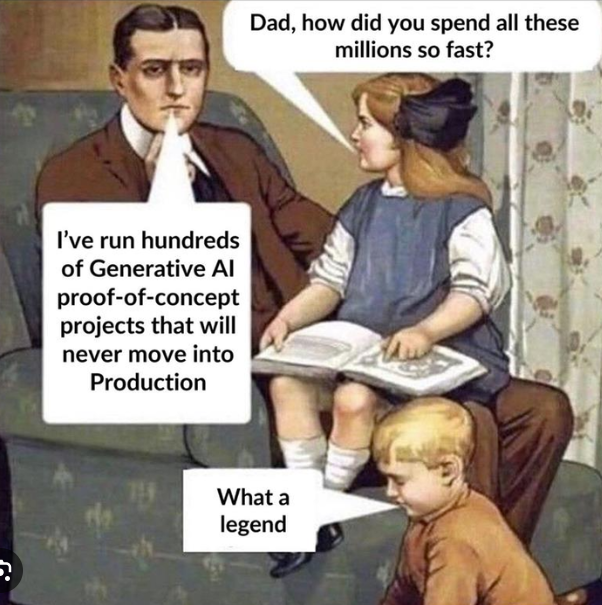 Dad, how did you spend all these
millions so fast?
I’ve run hundreds
of Generative AI
proof-of-concept
projects that will
never move into
Production
What a
legend